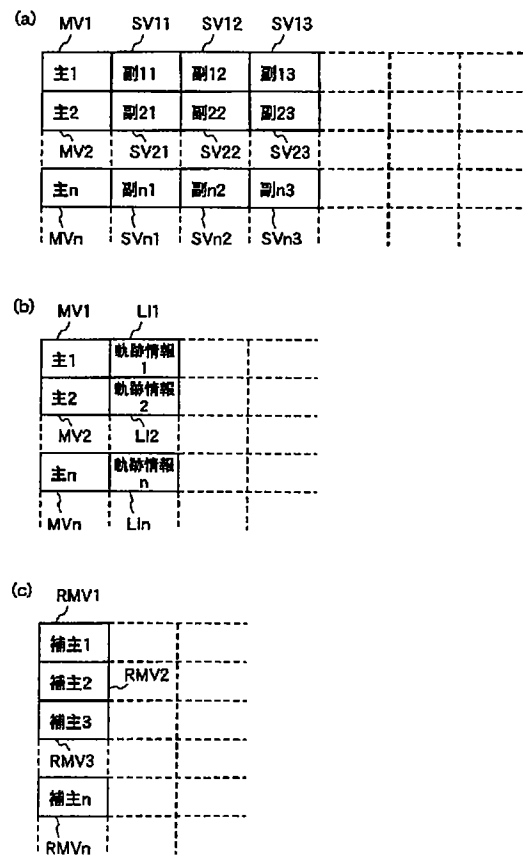 (a)
MV1 SV11 SV12 SV13
主1 副11 副12 副13
主2 副21 副22 副23
MV2 SV21 SV22 SV23
主n 副n1 副n2 副n3
MVn SVn1 SVn2 SVn3
(b)
MV1 LI1
主1 軌跡情報
1
主2 軌跡情報
2
MV2 LI2
主n 軌跡情報
n
MVn LIn
(c)
RMV1
補主1
補主2 RMV2
補主3
RMV3
補主n
RMVn